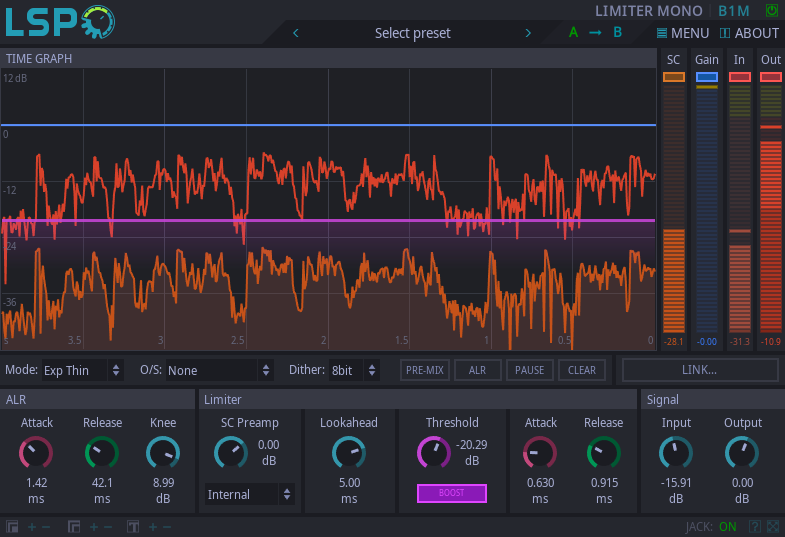 LSP
LIMITER MONO B1M
Select preset
A B
MENU ABOUT
TIME GRAPH
SC Gain In Out
12 dB
0
-12
-24
-36
s 3.5 3 2.5 2 1.5 1 0.5 0
-28.1 -0.00 -31.3 -10.9
Mode: Exp Thin O/S: None Dither: 8bit PRE-MIX ALR PAUSE CLEAR LINK...
ALR Limiter Signal
Attack Release Knee SC Preamp Lookahead Threshold Attack Release Input Output
0.00 dB
-20.29 dB
1.42 ms 42.1 ms 8.99 dB 5.00 ms 0.630 ms 0.915 ms -15.91 dB 0.00 dB
Internal
BOOST
JACK: ON